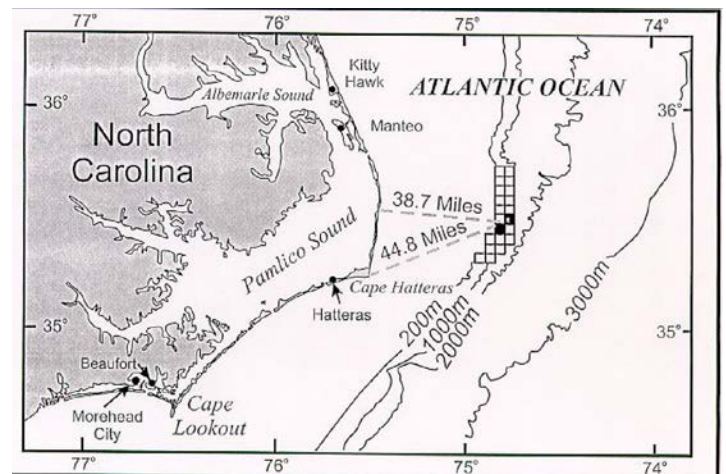 77°
76°
75°
74°
Kitty
Hawk
ATLANTIC OCEAN
Albemarle Sound
36°
36°
Manteo
North
Carolina
38.7 Miles
Pamlico Sound
44.8 Miles
Cape Hatteras
Hatteras
200m
1000m
2000m
3000m
35°
35°
Beaufort
Morehead
City
Cape
Lookout
77°
76°
75°
74°